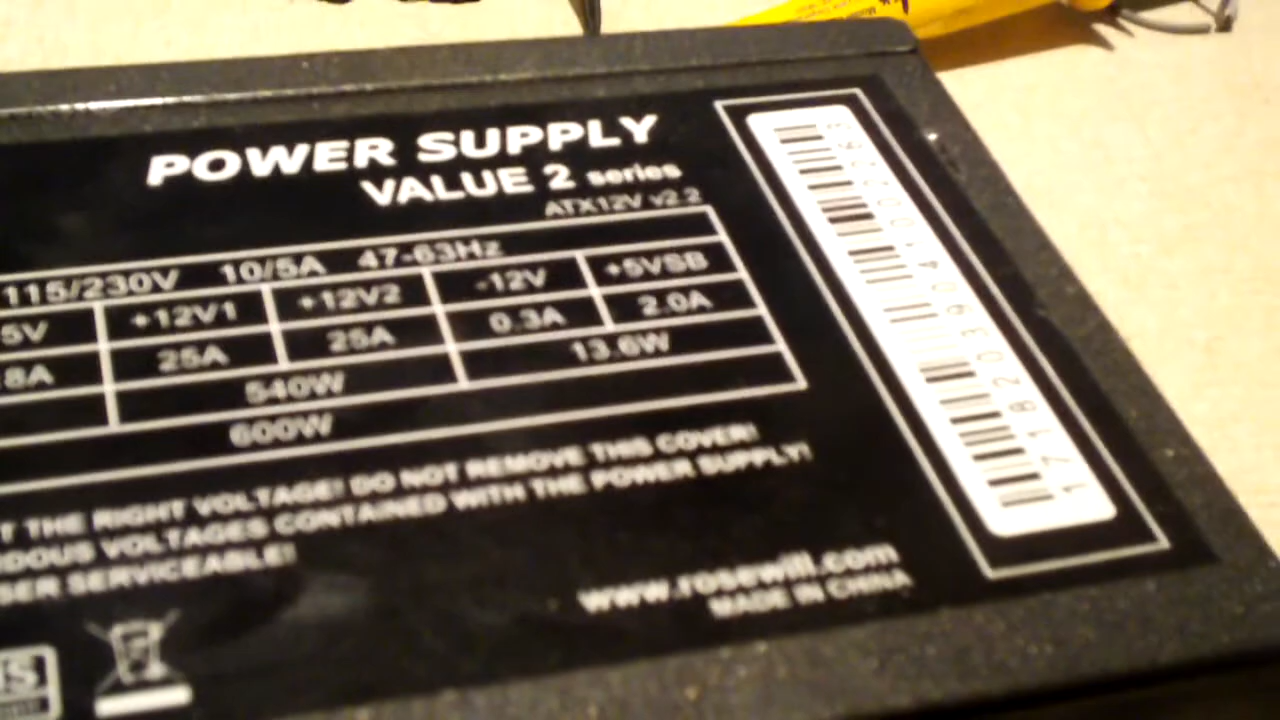 POWER SUPPLY
VALUE 2 series
ATX12V v2.2
115/230V 10/5A 47-63Hz
5V +12V1 +12V2 -12V +5VSB
8A 25A 25A 0.3A 2.0A
540W 13.6W
600W
T THE RIGHT VOLTAGE! DO NOT REMOVE THIS COVER!
DOUS VOLTAGES CONTAINED WITH THE POWER SUPPLY!
SER SERVICEABLE!
www.rosewill.com
MADE IN CHINA